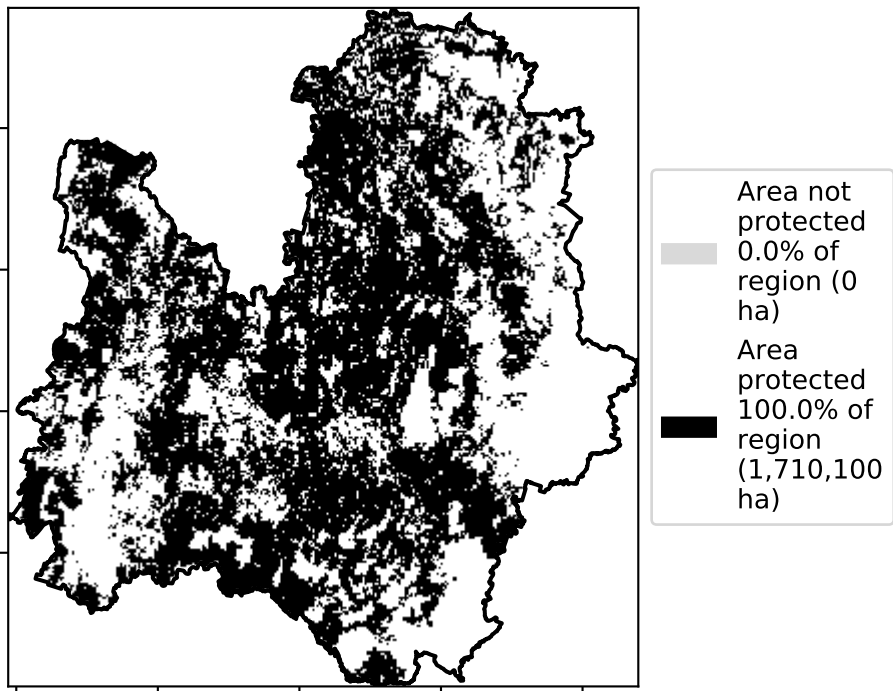 Area not
protected
0.0% of
region (0
ha)
Area
protected
100.0% of
region
(1,710,100
ha)